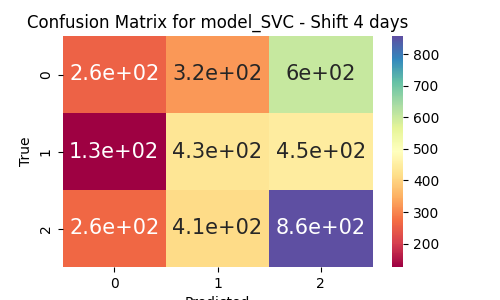 Confusion Matrix for model_SVC - Shift 4 days
True
0
2.6e+02 3.2e+02 6e+02
1
1.3e+02 4.3e+02 4.5e+02
2
2.6e+02 4.1e+02 8.6e+02
0 1 2
Predicted
800
700
600
500
400
300
200